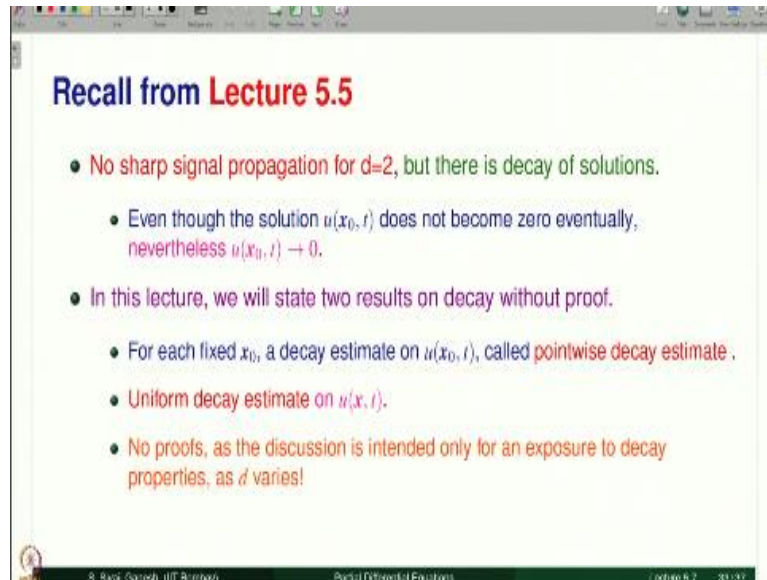 Recall from Lecture 5.5
No sharp signal propagation for d=2, but there is decay of solutions.
Even though the solution u(x₀, t) does not become zero eventually,
nevertheless u(x₀, t) → 0.
In this lecture, we will state two results on decay without proof.
For each fixed x₀, a decay estimate on u(x₀, t), called pointwise decay estimate .
Uniform decay estimate on u(x, t).
No proofs, as the discussion is intended only for an exposure to decay
properties, as d varies!
Partial Differential Equations